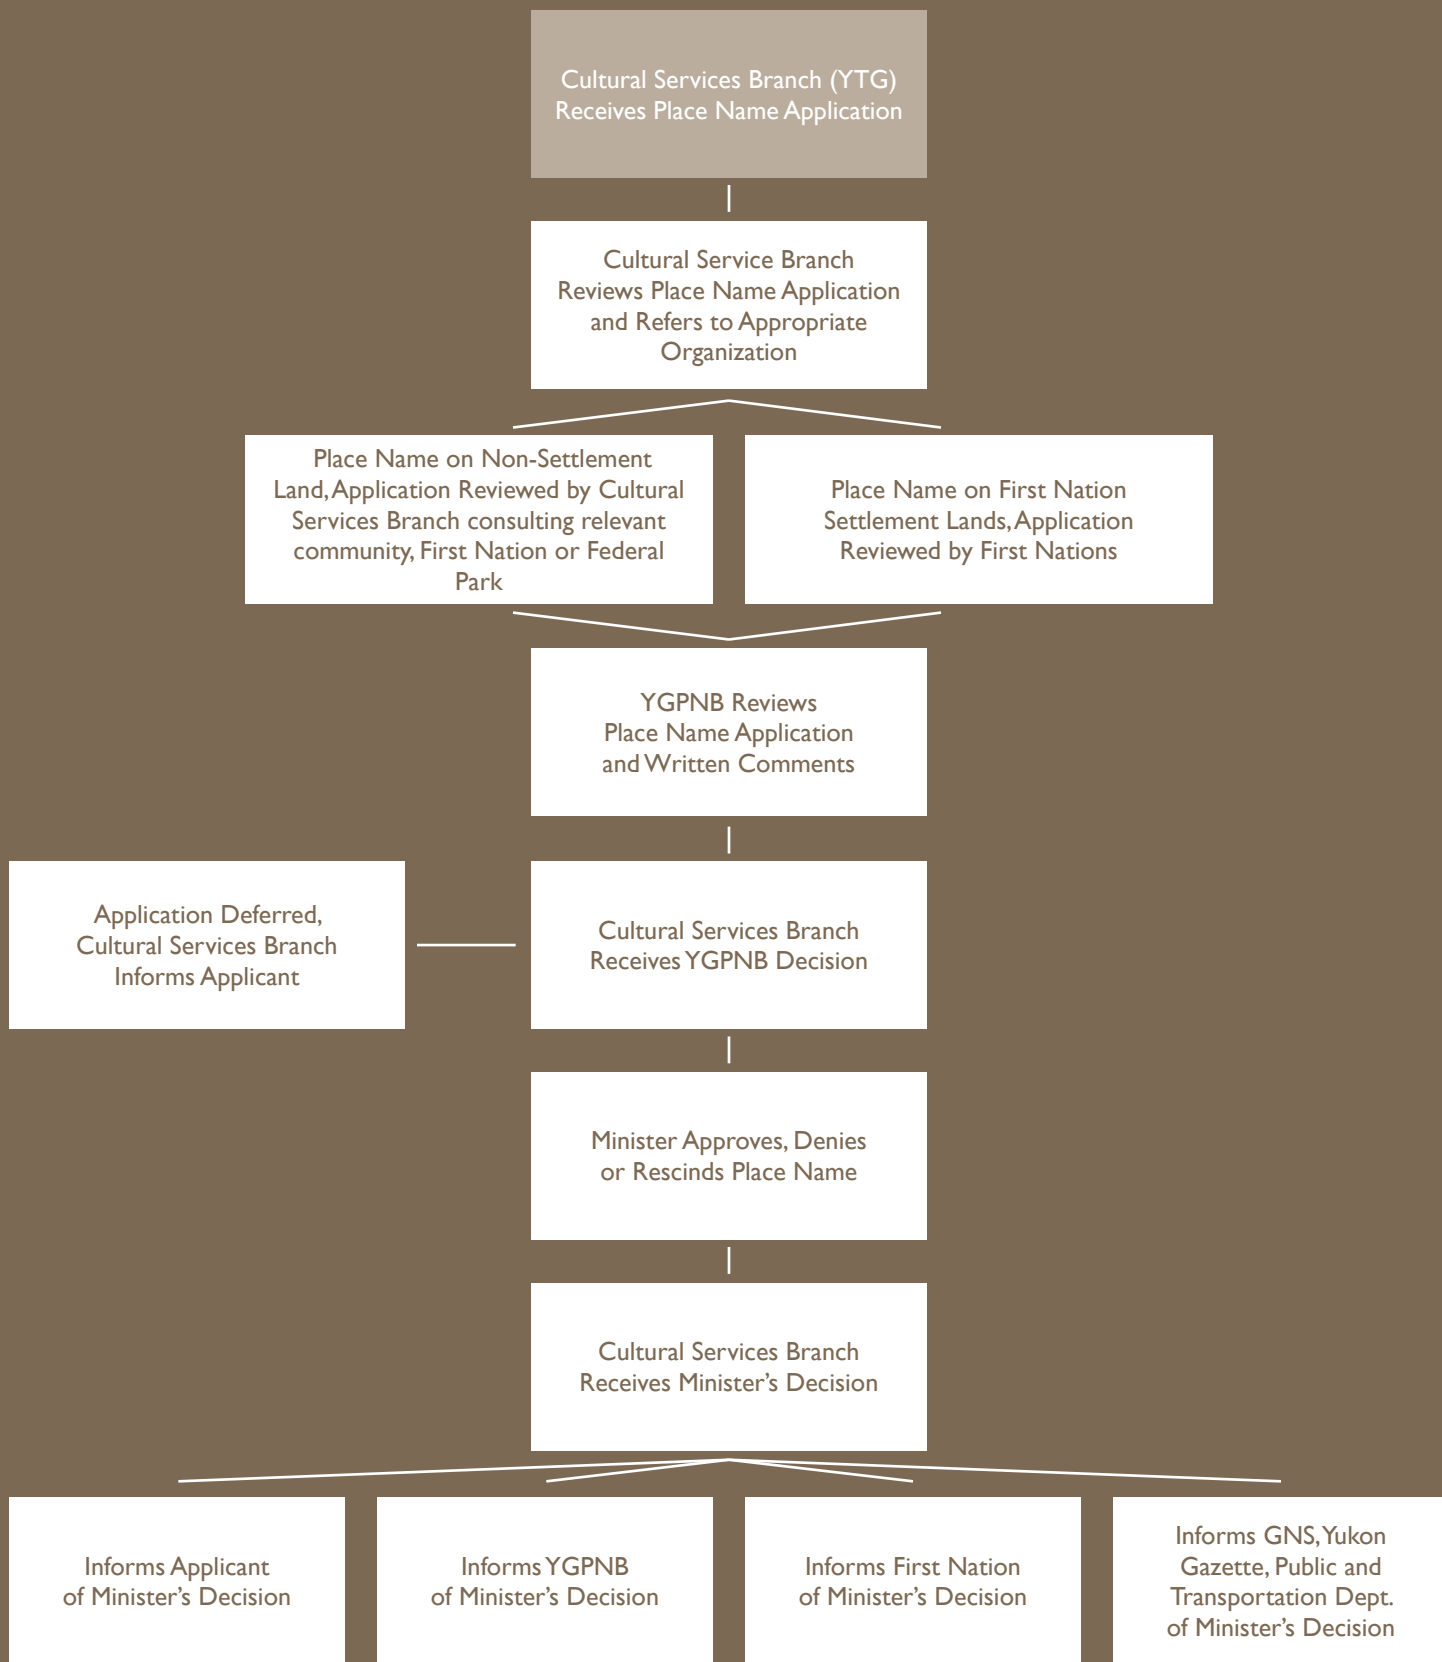 Cultural Services Branch (YTG)
Receives Place Name Application
Cultural Service Branch
Reviews Place Name Application
and Refers to Appropriate
Organization
Place Name on Non-Settlement
Land, Application Reviewed by Cultural
Services Branch consulting relevant
community, First Nation or Federal
Park
Place Name on First Nation
Settlement Lands, Application
Reviewed by First Nations
YGPNB Reviews
Place Name Application
and Written Comments
Application Deferred,
Cultural Services Branch
Informs Applicant
Cultural Services Branch
Receives YGPNB Decision
Minister Approves, Denies
or Rescinds Place Name
Cultural Services Branch
Receives Minister’s Decision
Informs Applicant
of Minister’s Decision
Informs YGPNB
of Minister’s Decision
Informs First Nation
of Minister’s Decision
Informs GNS, Yukon
Gazette, Public and
Transportation Dept.
of Minister’s Decision